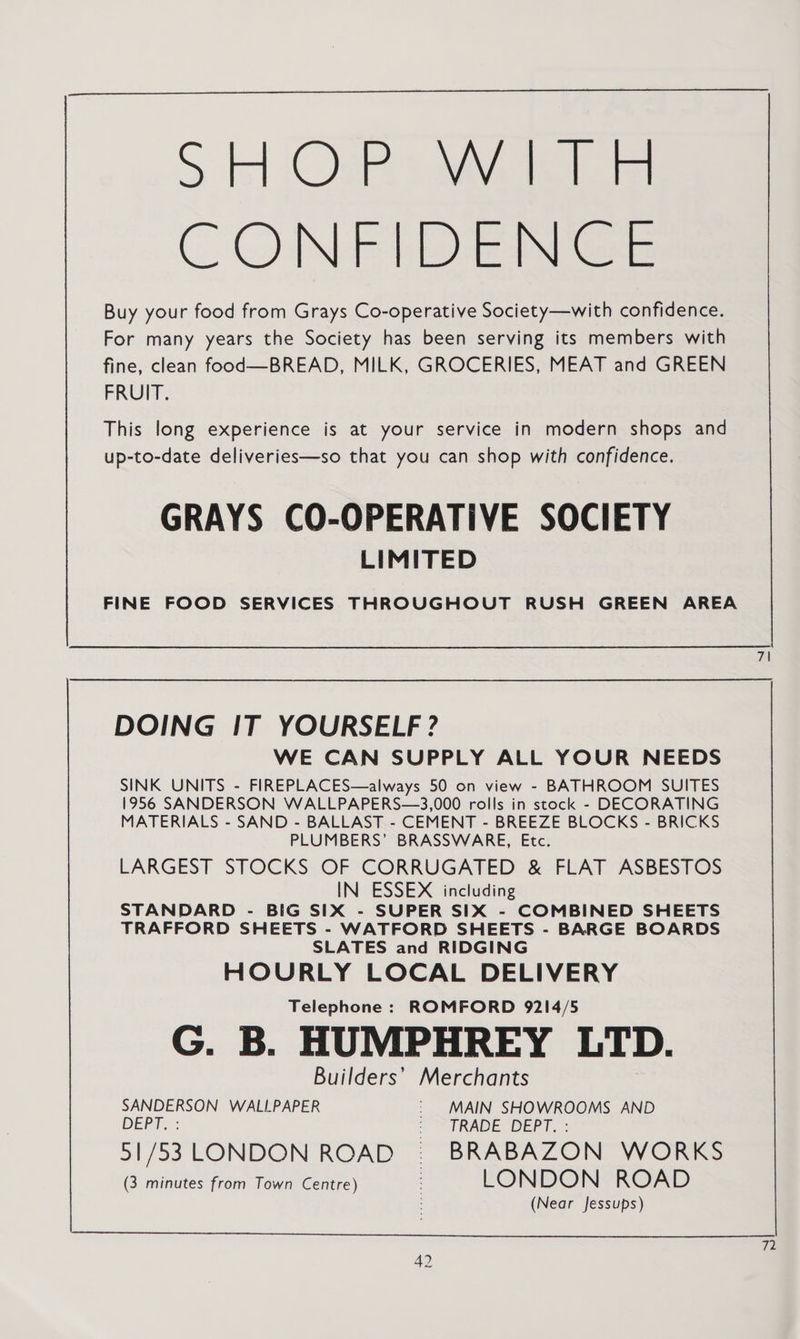 SHOP WITH
CONFIDENCE
Buy your food from Grays Co-operative Society—with confidence.
For many years the Society has been serving its members with
fine, clean food—BREAD, MILK, GROCERIES, MEAT and GREEN
FRUIT.
This long experience is at your service in modern shops and
up-to-date deliveries—so that you can shop with confidence.
GRAYS CO-OPERATIVE SOCIETY
LIMITED
FINE FOOD SERVICES THROUGHOUT RUSH GREEN AREA
71
DOING IT YOURSELF?
WE CAN SUPPLY ALL YOUR NEEDS
SINK UNITS - FIREPLACES—always 50 on view - BATHROOM SUITES
1956 SANDERSON WALLPAPERS—3,000 rolls in stock - DECORATING
MATERIALS - SAND - BALLAST - CEMENT - BREEZE BLOCKS - BRICKS
PLUMBERS' BRASSWARE, Etc.
LARGEST STOCKS OF CORRUGATED & FLAT ASBESTOS
IN ESSEX including
STANDARD - BIG SIX - SUPER SIX - COMBINED SHEETS
TRAFFORD SHEETS - WATFORD SHEETS - BARGE BOARDS
SLATES and RIDGING
HOURLY LOCAL DELIVERY
Telephone : ROMFORD 9214/5
G. B. HUMPHREY LTD.
Builders' Merchants
SANDERSON WALLPAPER
DEPT. :
51/53 LONDON ROAD
(3 minutes from Town Centre)
MAIN SHOWROOMS AND
TRADE DEPT. :
BRABAZON WORKS
LONDON ROAD
(Near Jessups)
72
42